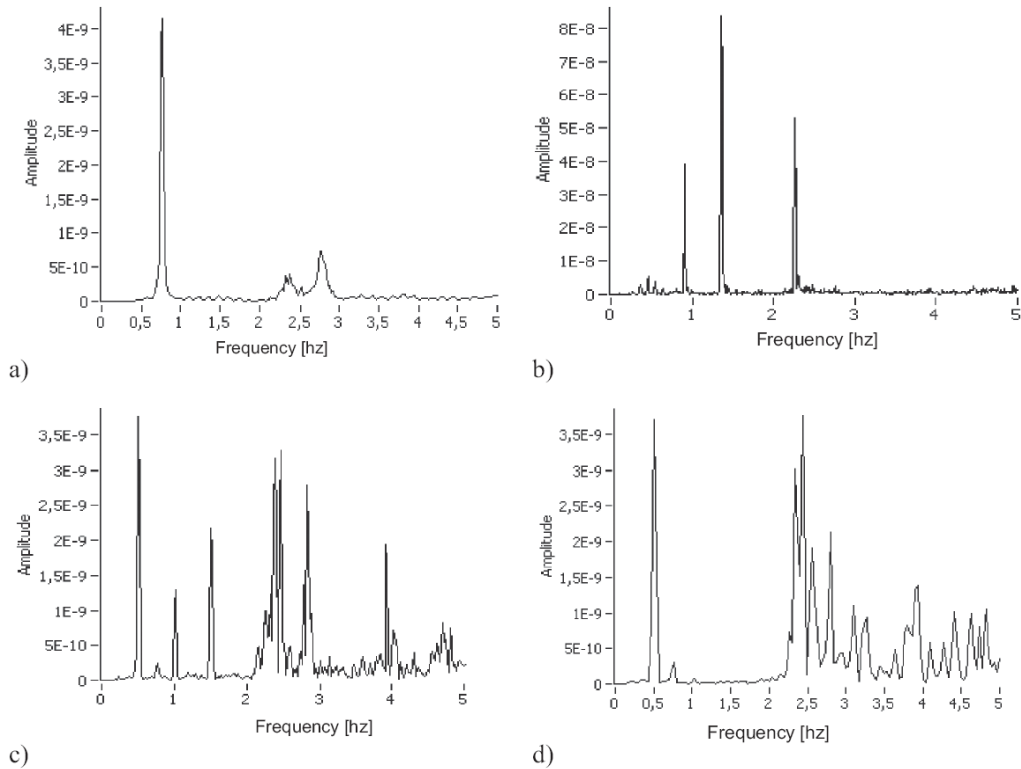 4E-9
3,5E-9
3E-9
2,5E-9
2E-9
1,5E-9
1E-9
5E-10
0
Amplitude
0 0,5 1 1,5 2 2,5 3 3,5 4 4,5 5
Frequency [hz]
a)
8E-8
7E-8
6E-8
5E-8
4E-8
3E-8
2E-8
1E-8
0
Amplitude
0 1 2 3 4 5
Frequency [hz]
b)
3,5E-9
3E-9
2,5E-9
2E-9
1,5E-9
1E-9
5E-10
0
Amplitude
0 1 2 3 4 5
Frequency [hz]
c)
3,5E-9
3E-9
2,5E-9
2E-9
1,5E-9
1E-9
5E-10
0
Amplitude
0 0,5 1 1,5 2 2,5 3 3,5 4 4,5 5
Frequency [hz]
d)